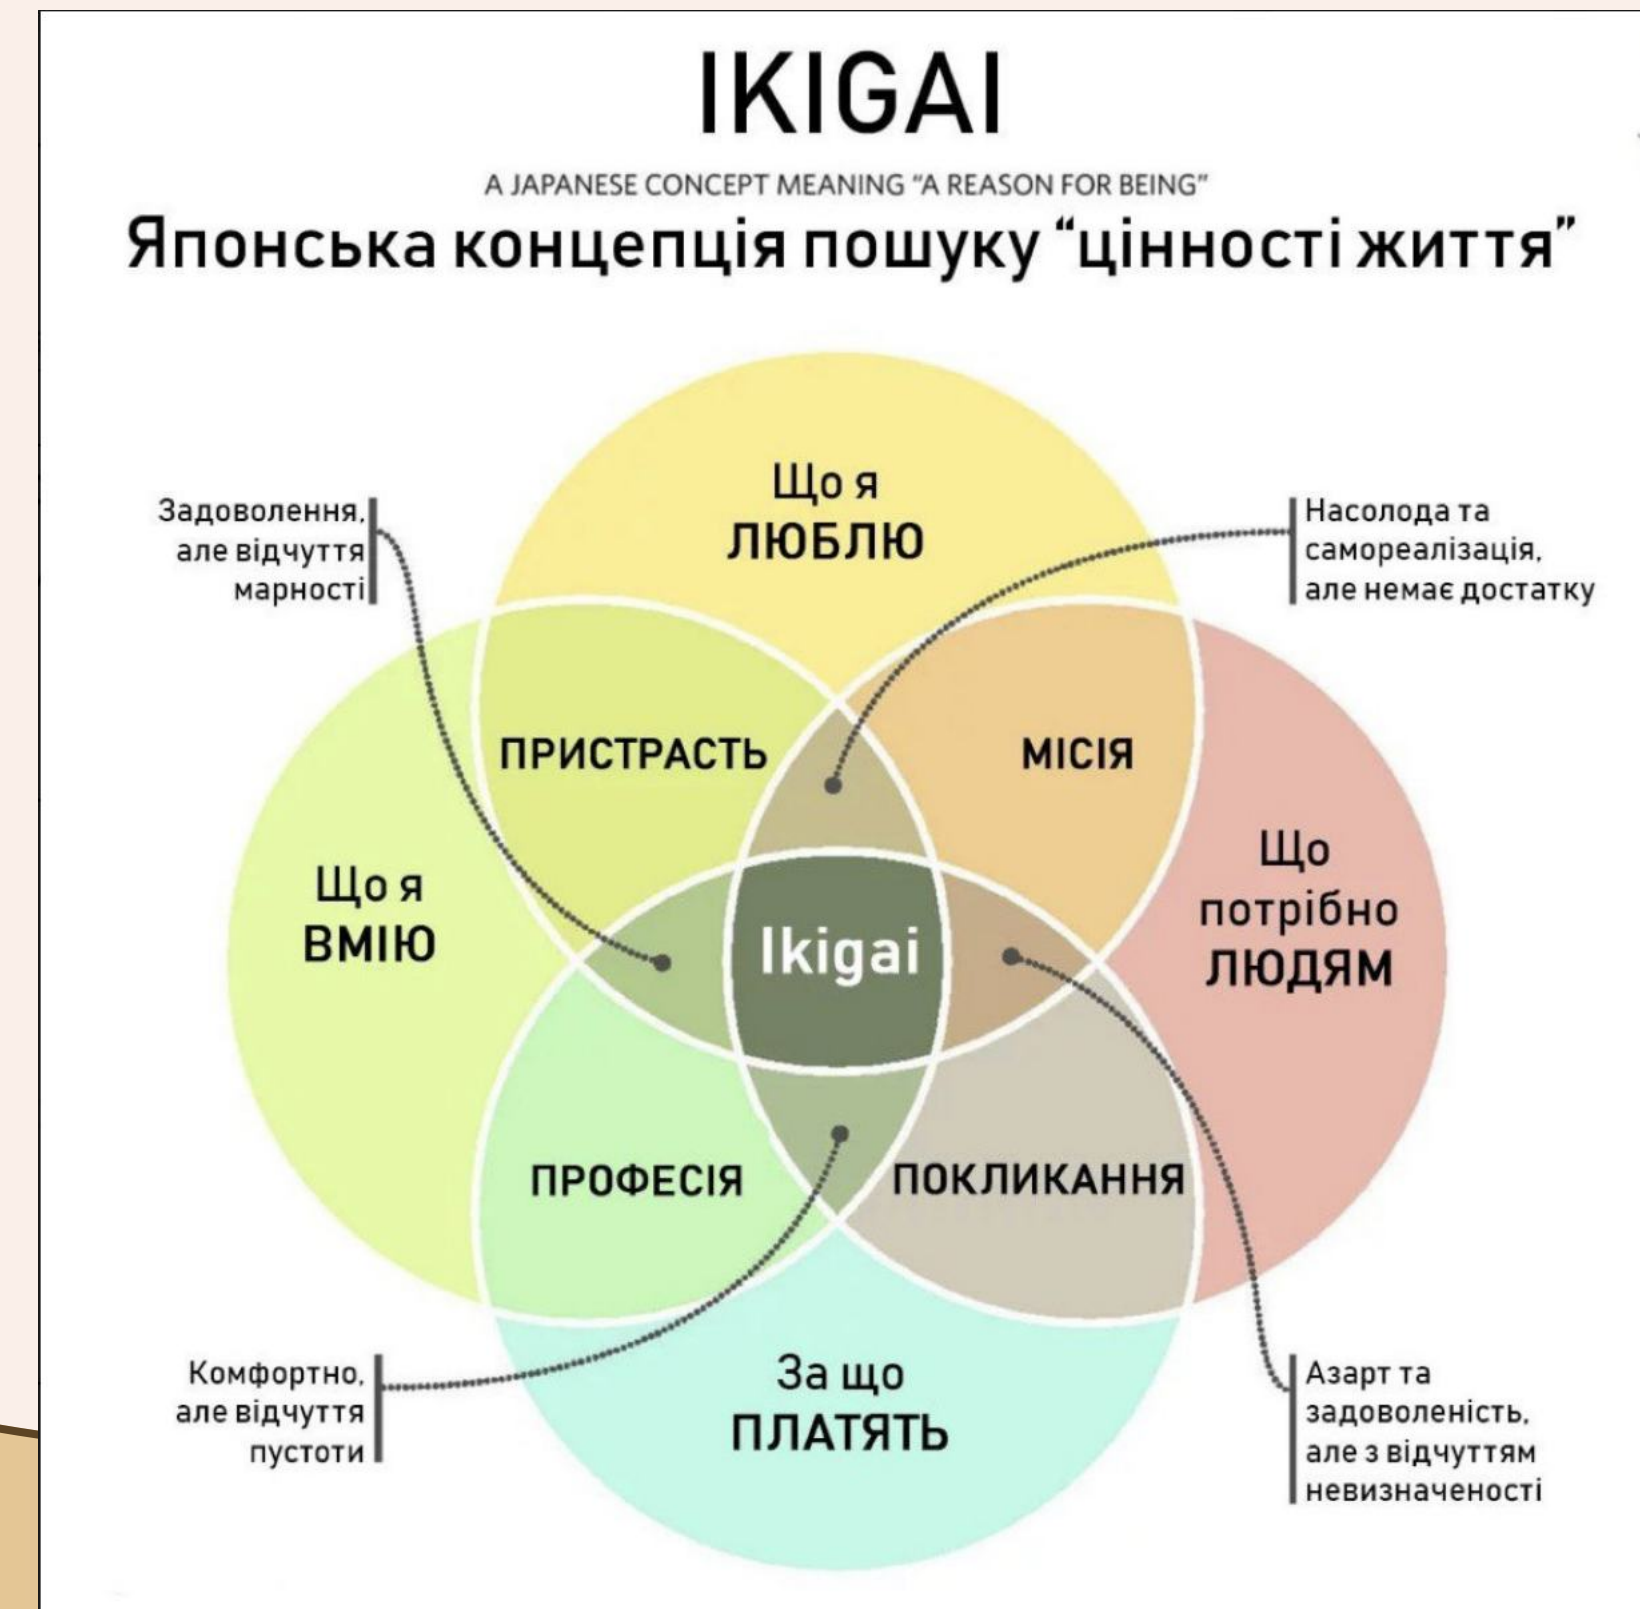 IKIGAI
A JAPANESE CONCEPT MEANING "A REASON FOR BEING"
Японська концепція пошуку “цінності життя”
Що я
ЛЮБЛЮ
Задоволення,
але відчуття
марності
Насолода та
самореалізація,
але немає достатку
ПРИСТРАСТЬ
МІСІЯ
Що я
ВМІЮ
Ikigai
Що
потрібно
ЛЮДЯМ
ПРОФЕСІЯ
ПОКЛИКАННЯ
За що
ПЛАТЯТЬ
Комфортно,
але відчуття
пустоти
Азарт та
задоволеність,
але з відчуттям
невизначеності